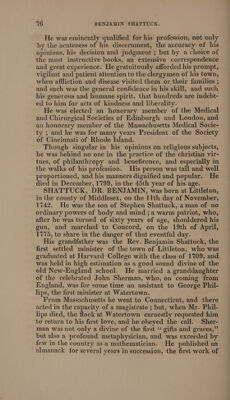 76 BENJAMIN SHATTUCK.
He was eminently qualified for his profession, not only
by the acuteness of his discernment, the accuracy of his
opinions, his decision and judgment; but by a choice of
the most instructive books, an extensive correspondence
and great experience. He gratuitously afforded his prompt,
vigilant and patient attention to the clergymen of his town,
when affliction and disease visited them or their families;
and such was the general confidence in his skill, and such
his generous and humane spirit, that hundreds are indebt-
ed to him for acts of kindness and liberality.
He was elected an honorary member of the Medical
and Chirurgical Societies of Edinburgh and London, and
an honorary member of the Massachusetts Medical Socie-
ty; and he was for many years President of the Society
of Cincinnati of Rhode Island.
Though singular in his opinions on religious subjects,
he was behind no one in the practice of the christian vir-
tues, of philanthropy and beneficence, and especially in
the walks of his profession. His person was tall and well
proportioned, and his manners dignified and popular. He
died in December, 1799, in the 45th year of his age.
SHATTUCK, DR. BENJAMIN, was born at Littleton,
in the county of Middlesex, on the 11th day of November,
1742. He was the son of Stephen Shattuck, a man of no
ordinary powers of body and mind; a warm patriot, who,
after he was turned of sixty years of age, shouldered his
gun, and marched to Concord, on the 19th of April,
1775, to share in the danger of that eventful day.
His grandfather was the Rev. Benjamin Shattuck, the
first settled minister of the town of Littleton, who was
graduated at Harvard College with the class of 1709, and
was held in high estimation as a good sound divine of the
old New-England school. He married a granddaughter
of the celebrated John Sherman, who, on coming from
England, was for some time an assistant to George Phil-
lips, the first minister at Watertown.
From Massachusetts he went to Connecticut, and there
acted in the capacity of a magistrate; but, when Mr. Phil-
lips died, the flock at Watertown earnestly requested him
to return to his first love, and he obeyed the call. Sher-
man was not only a divine of the first "gifts and graces,"
but also a profound metaphysician, and was exceeded by
few in the country as a mathematician. He published an
almanack for several years in succession, the first work of